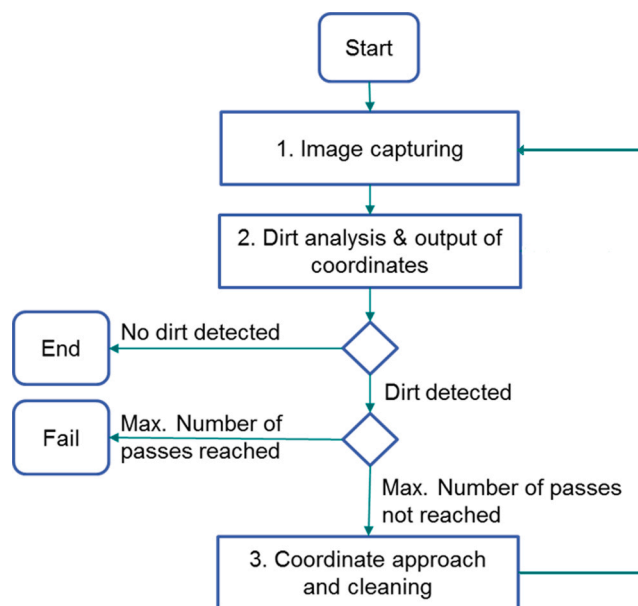 Start
1. Image capturing
2. Dirt analysis & output of
coordinates
No dirt detected
End
Dirt detected
Max. Number of
passes reached
Fail
Max. Number of passes
not reached
3. Coordinate approach
and cleaning